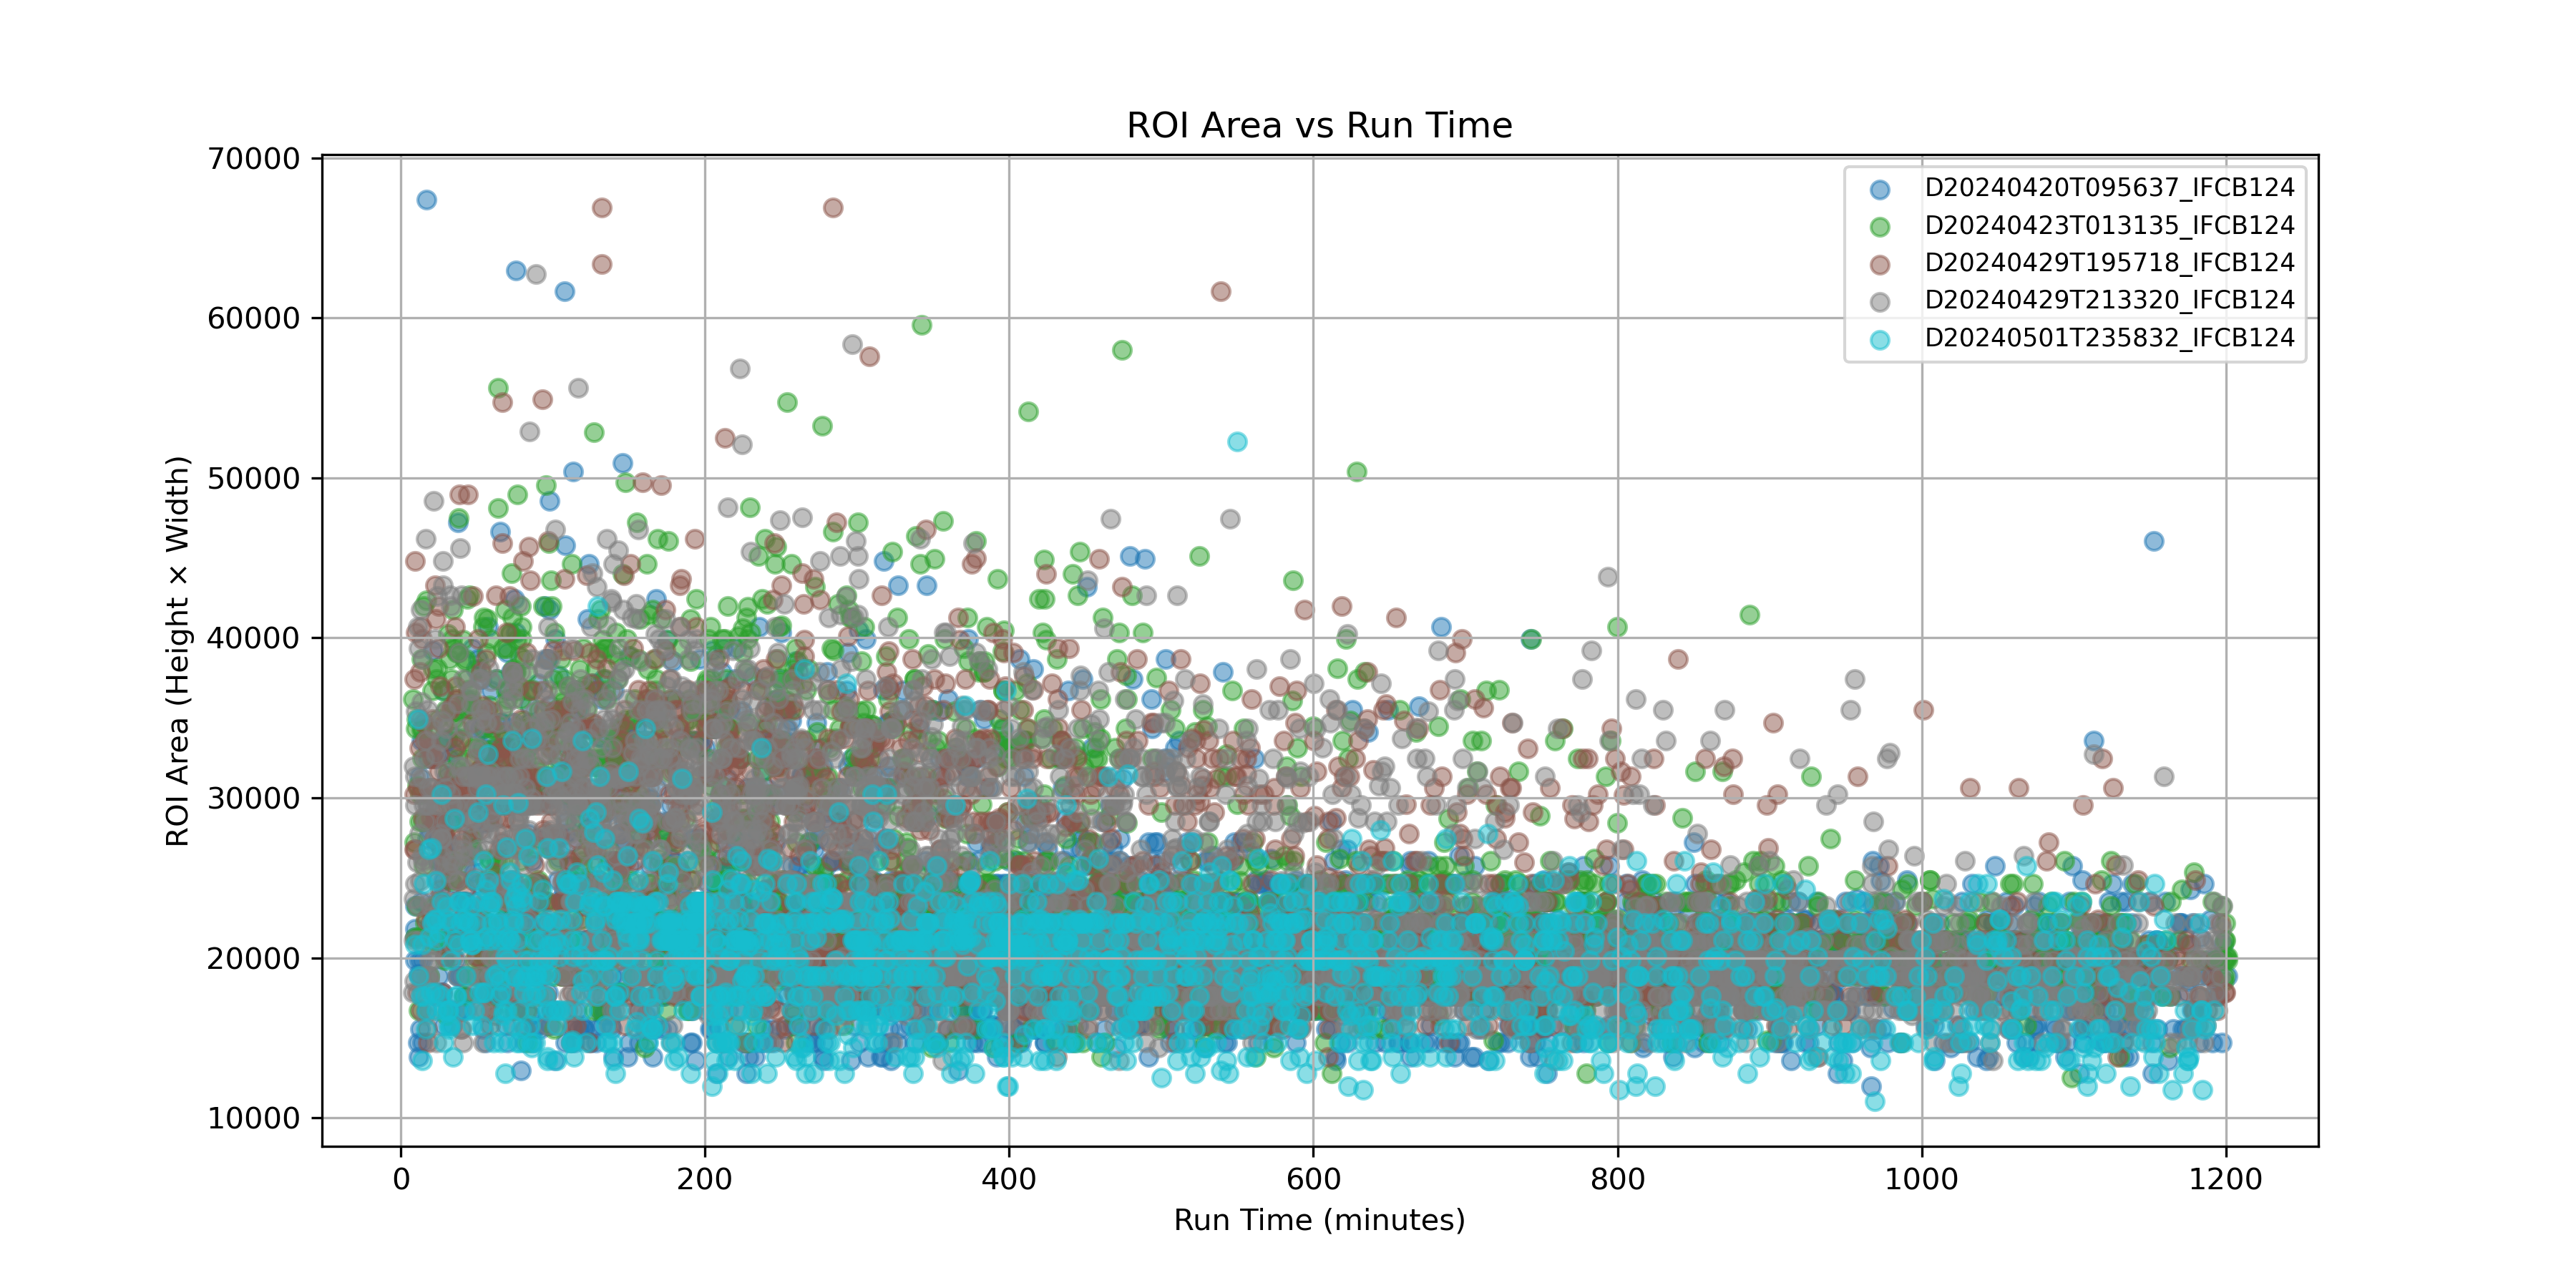 ROI Area vs Run Time
70000
60000
50000
40000
30000
20000
10000
ROI Area (Height × Width)
D20240420T095637_IFCB124
D20240423T013135_IFCB124
D20240429T195718_IFCB124
D20240429T213320_IFCB124
D20240501T235832_IFCB124
0 200 400 600 800 1000 1200
Run Time (minutes)